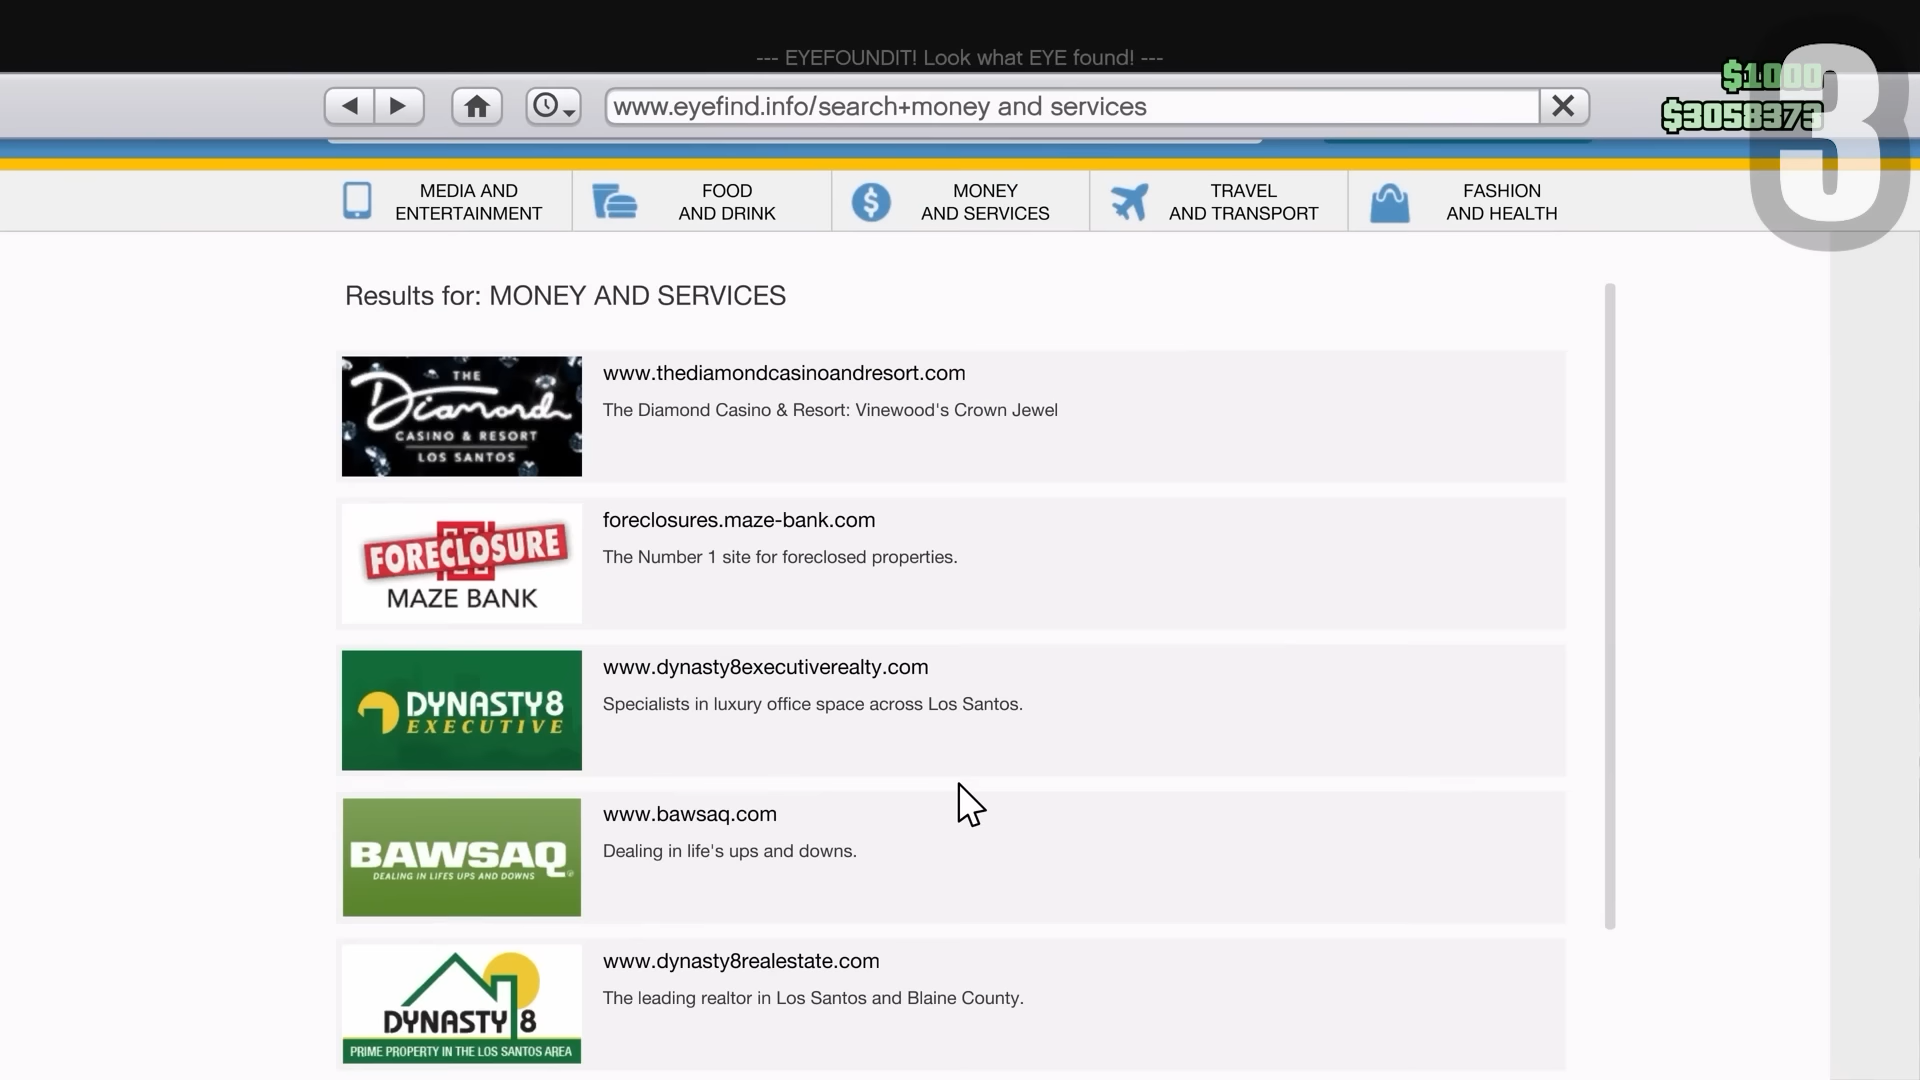 --- EYEFOUNDIT! Look what EYE found! ---
$1000
www.eyefind.info/search+money and services
$3058373
3
MEDIA AND
ENTERTAINMENT
FOOD
AND DRINK
MONEY
AND SERVICES
TRAVEL
AND TRANSPORT
FASHION
AND HEALTH
Results for: MONEY AND SERVICES
THE
Diamond
CASINO & RESORT
LOS SANTOS
www.thediamondcasinoandresort.com
The Diamond Casino & Resort: Vinewood's Crown Jewel
FORECLOSURE
MAZE BANK
foreclosures.maze-bank.com
The Number 1 site for foreclosed properties.
DYNASTY8
EXECUTIVE
www.dynasty8executiverealty.com
Specialists in luxury office space across Los Santos.
BAWSAQ
DEALING IN LIFES UPS AND DOWNS
www.bawsaq.com
Dealing in life's ups and downs.
DYNASTY 8
PRIME PROPERTY IN THE LOS SANTOS AREA
www.dynasty8realestate.com
The leading realtor in Los Santos and Blaine County.